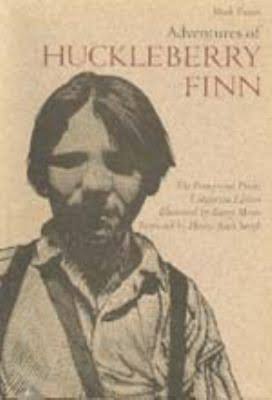 Mark Twain
Adventures of
HUCKLEBERRY
FINN
The Pennyroyal Press
California Edition
Illustrated by Barry Moser
Foreword by Henry Nash Smith